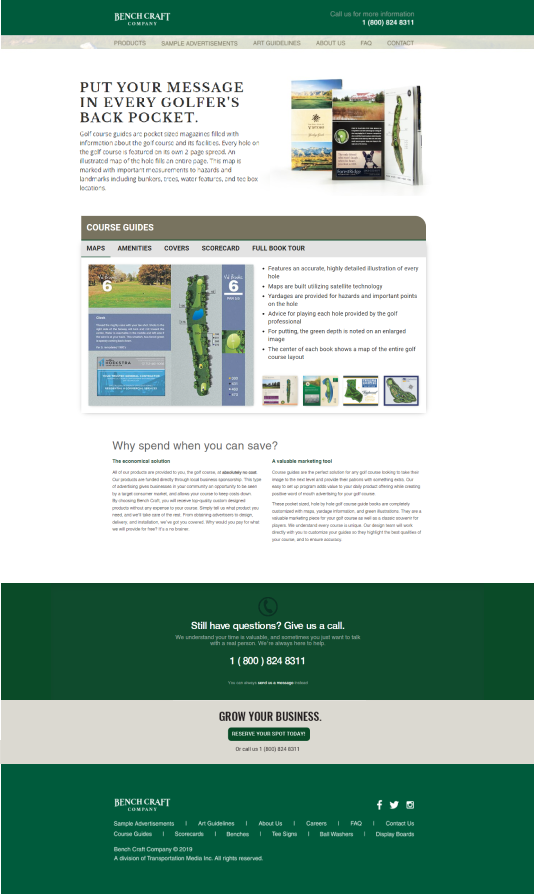 BENCH CRAFT
COMPANY
Call us for more information
1 (800) 824 8311
PRODUCTS SAMPLE ADVERTISEMENTS ART GUIDELINES ABOUT US FAQ CONTACT
PUT YOUR MESSAGE
IN EVERY GOLFER'S
BACK POCKET.
Golf course guides are pocket sized magazines filled with
information about the golf course and its facilities. Every hole on
the golf course is featured on its own 2-page spread. An
illustrated map of the hole fills an entire page. This map is
marked with important measurements to hazards and
landmarks including bunkers, trees, water features, and tee box
locations.
COURSE GUIDES
MAPS AMENITIES COVERS SCORECARD FULL BOOK TOUR
6
6
Features an accurate, highly detailed illustration of every
hole
Maps are built utilizing satellite technology
Yardages are provided for hazards and important points
on the hole
Advice for playing each hole provided by the golf
professional
For putting, the green depth is noted on an enlarged
image
The center of each book shows a map of the entire golf
course layout
Why spend when you can save?
The economical solution.
All of our products are provided to you, the golf course, at absolutely no cost.
Our products are funded directly through local business sponsorship. This type
of advertising gives businesses in your community an opportunity to be seen
by a target consumer market, and allows your course to keep costs down.
By choosing Bench Craft, you will receive top-quality custom designed
products without any expense to your course. Simply tell us what product you
need, and we'll take care of the rest. From obtaining advertisers to design,
delivery, and installation, we've got you covered. Why would you pay for what
we will provide for free? It's a no brainer.
A valuable marketing tool
Course guides are the perfect solution for any golf course looking to take their
image to the next level and provide their patrons with something extra. Our
easy to set up program adds value to your daily product offering while creating
positive word of mouth advertising for your golf course.
These pocket sized, hole by hole golf course guide books are completely
customized with maps, yardage information, and green illustrations. They are a
valuable marketing piece for your golf course as well as a classic souvenir for
players. We understand every course is unique. Our design team will work
directly with you to customize your guides so they highlight the best qualities of
your course, and to ensure accuracy.
Still have questions? Give us a call.
We understand your time is valuable, and sometimes you just want to talk
with a real person. We're always here to help.
1 ( 800 ) 824 8311
You can always send us a message instead
GROW YOUR BUSINESS.
RESERVE YOUR SPOT TODAY!
Or call us 1 (800) 824 8311
BENCH CRAFT
COMPANY
Sample Advertisements | Art Guidelines | About Us | Careers | FAQ | Contact Us
Course Guides | Scorecards | Benches | Tee Signs | Ball Washers | Display Boards
Bench Craft Company © 2019
A division of Transportation Media Inc. All rights reserved.